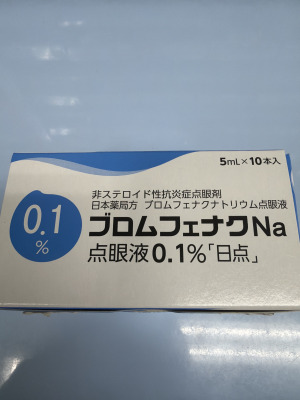 5mL×10本入
非ステロイド性抗炎症点眼剤
日本薬局方 ブロムフェナクナトリウム点眼液
0.1%
ブロムフェナクNa
点眼液0.1%「日点」